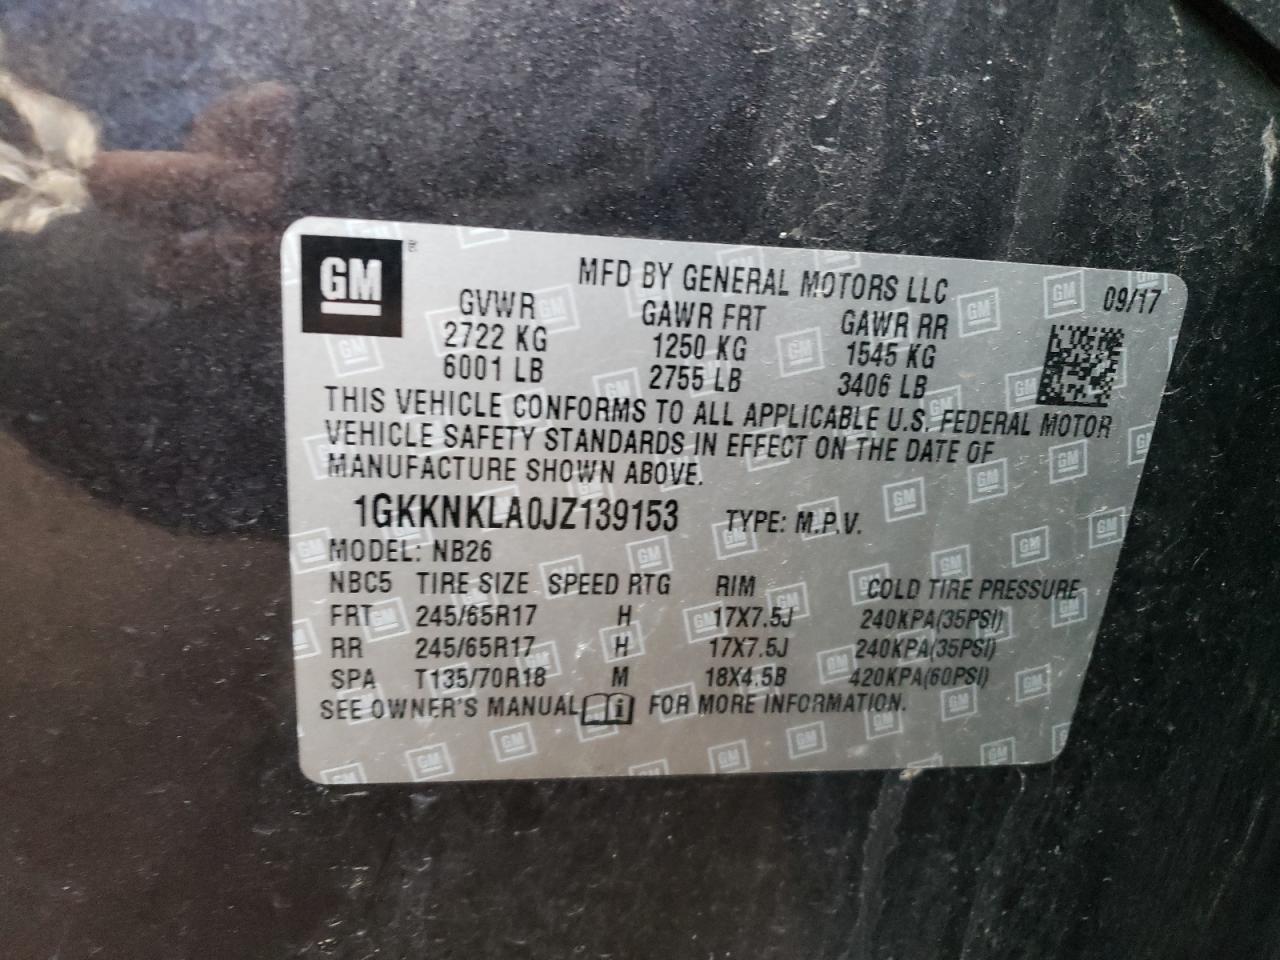 GM
MFD BY GENERAL MOTORS LLC
09/17
GVWR GAWR FRT GAWR RR
2722 KG 1250 KG 1545 KG
6001 LB 2755 LB 3406 LB
THIS VEHICLE CONFORMS TO ALL APPLICABLE U.S. FEDERAL MOTOR
VEHICLE SAFETY STANDARDS IN EFFECT ON THE DATE OF
MANUFACTURE SHOWN ABOVE.
1GKKNKLA0JZ139153 TYPE: M.P.V.
MODEL: NB26
NBC5 TIRE SIZE SPEED RTG RIM COLD TIRE PRESSURE
FRT 245/65R17 H 17X7.5J 240KPA(35PSI)
RR 245/65R17 H 17X7.5J 240KPA(35PSI)
SPA T135/70R18 M 18X4.5B 420KPA(60PSI)
SEE OWNER'S MANUAL i FOR MORE INFORMATION.